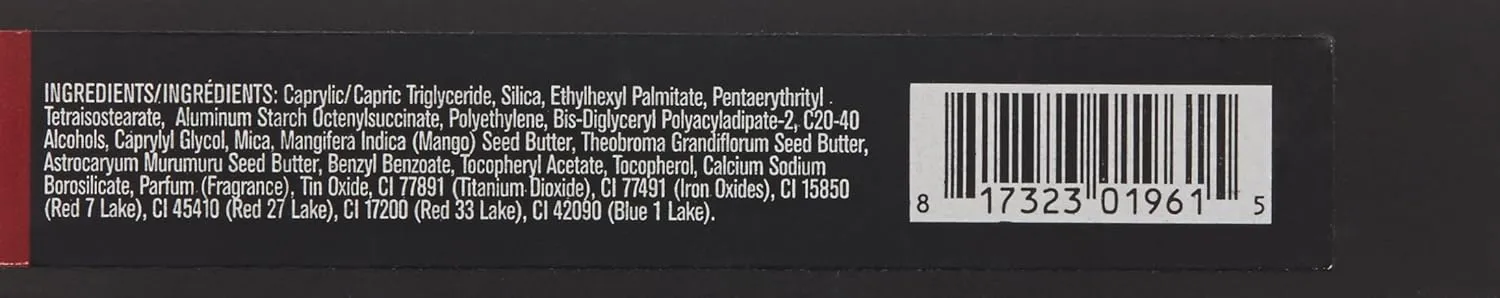 INGREDIENTS/INGRÉDIENTS: Caprylic/Capric Triglyceride, Silica, Ethylhexyl Palmitate, Pentaerythrityl
Tetraisostearate, Aluminum Starch Octenylsuccinate, Polyethylene, Bis-Diglyceryl Polyacyladipate-2, C20-40
Alcohols, Caprylyl Glycol, Mica, Mangifera Indica (Mango) Seed Butter, Theobroma Grandiflorum Seed Butter,
Astrocaryum Murumuru Seed Butter, Benzyl Benzoate, Tocopheryl Acetate, Tocopherol, Calcium Sodium
Borosilicate, Parfum (Fragrance), Tin Oxide, CI 77891 (Titanium Dioxide), CI 77491 (Iron Oxides), CI 15850
(Red 7 Lake), CI 45410 (Red 27 Lake), CI 17200 (Red 33 Lake), CI 42090 (Blue 1 Lake).
8 17323 01961 5